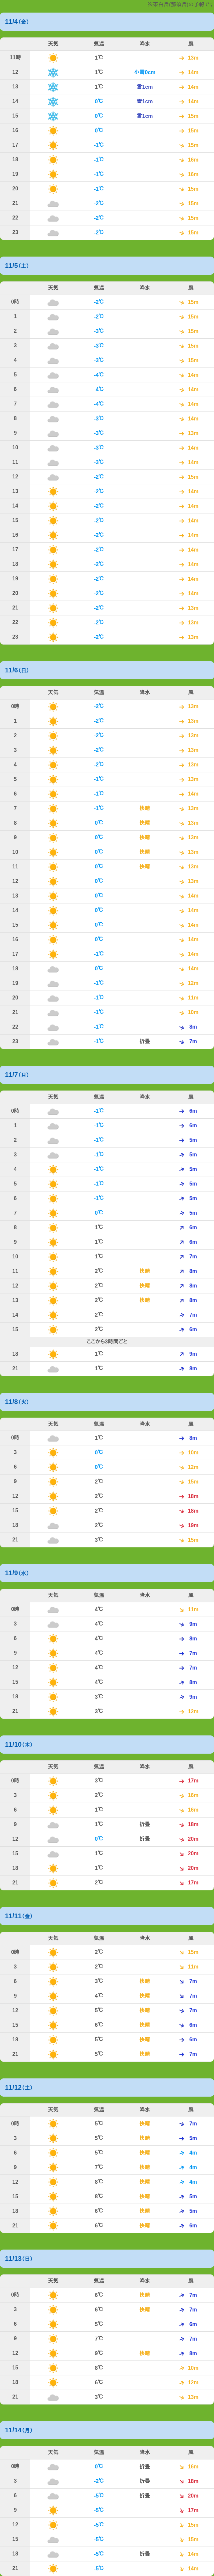 11/4(金)
天気 気温 降水 風
11時 1℃ 13m
12 1℃ 小雪0cm 14m
13 1℃ 雪1cm 14m
14 0℃ 雪1cm 14m
15 0℃ 雪1cm 15m
16 0℃ 15m
17 -1℃ 15m
18 -1℃ 16m
19 -1℃ 16m
20 -1℃ 15m
21 -2℃ 15m
22 -2℃ 15m
23 -2℃ 15m
11/5(土)
天気 気温 降水 風
0時 -2℃ 15m
1 -2℃ 15m
2 -3℃ 15m
3 -3℃ 15m
4 -3℃ 15m
5 -4℃ 14m
6 -4℃ 14m
7 -4℃ 14m
8 -3℃ 14m
9 -3℃ 13m
10 -3℃ 14m
11 -3℃ 14m
12 -2℃ 15m
13 -2℃ 14m
14 -2℃ 14m
15 -2℃ 14m
16 -2℃ 14m
17 -2℃ 14m
18 -2℃ 14m
19 -2℃ 14m
20 -2℃ 14m
21 -2℃ 13m
22 -2℃ 13m
23 -2℃ 13m
11/6(日)
天気 気温 降水 風
0時 -2℃ 13m
1 -2℃ 13m
2 -2℃ 13m
3 -2℃ 13m
4 -2℃ 13m
5 -1℃ 13m
6 -1℃ 14m
7 -1℃ 快晴 13m
8 0℃ 快晴 13m
9 0℃ 快晴 13m
10 0℃ 快晴 13m
11 0℃ 快晴 13m
12 0℃ 13m
13 0℃ 14m
14 0℃ 14m
15 0℃ 14m
16 0℃ 14m
17 -1℃ 14m
18 0℃ 14m
19 -1℃ 12m
20 -1℃ 11m
21 -1℃ 10m
22 -1℃ 8m
23 -1℃ 折畳 7m
11/7(月)
天気 気温 降水 風
0時 -1℃ 6m
1 -1℃ 6m
2 -1℃ 5m
3 -1℃ 5m
4 -1℃ 5m
5 -1℃ 5m
6 -1℃ 5m
7 0℃ 5m
8 1℃ 6m
9 1℃ 6m
10 1℃ 7m
11 2℃ 快晴 8m
12 2℃ 快晴 8m
13 2℃ 快晴 8m
14 2℃ 7m
15 2℃ 6m
ここから3時間ごと
18 1℃ 9m
21 1℃ 8m
11/8(火)
天気 気温 降水 風
0時 1℃ 8m
3 0℃ 10m
6 0℃ 12m
9 2℃ 15m
12 2℃ 18m
15 2℃ 18m
18 2℃ 19m
21 3℃ 15m
11/9(水)
天気 気温 降水 風
0時 4℃ 11m
3 4℃ 9m
6 4℃ 8m
9 4℃ 7m
12 4℃ 7m
15 4℃ 8m
18 3℃ 9m
21 3℃ 12m
11/10(木)
天気 気温 降水 風
0時 3℃ 17m
3 2℃ 16m
6 1℃ 16m
9 1℃ 折畳 18m
12 0℃ 折畳 20m
15 1℃ 20m
18 1℃ 20m
21 2℃ 17m
11/11(金)
天気 気温 降水 風
0時 2℃ 15m
3 2℃ 11m
6 3℃ 快晴 7m
9 4℃ 快晴 7m
12 5℃ 快晴 7m
15 6℃ 快晴 6m
18 5℃ 快晴 6m
21 5℃ 快晴 7m
11/12(土)
天気 気温 降水 風
0時 5℃ 快晴 7m
3 5℃ 快晴 5m
6 5℃ 快晴 4m
9 7℃ 快晴 4m
12 8℃ 快晴 4m
15 8℃ 快晴 5m
18 6℃ 快晴 5m
21 6℃ 快晴 6m
11/13(日)
天気 気温 降水 風
0時 6℃ 快晴 7m
3 6℃ 快晴 7m
6 5℃ 6m
9 7℃ 7m
12 9℃ 快晴 8m
15 8℃ 10m
18 6℃ 12m
21 3℃ 13m
11/14(月)
天気 気温 降水 風
0時 0℃ 折畳 16m
3 -2℃ 折畳 18m
6 -5℃ 折畳 20m
9 -5℃ 17m
12 -5℃ 15m
15 -5℃ 15m
18 -5℃ 折畳 14m
21 -5℃ 14m